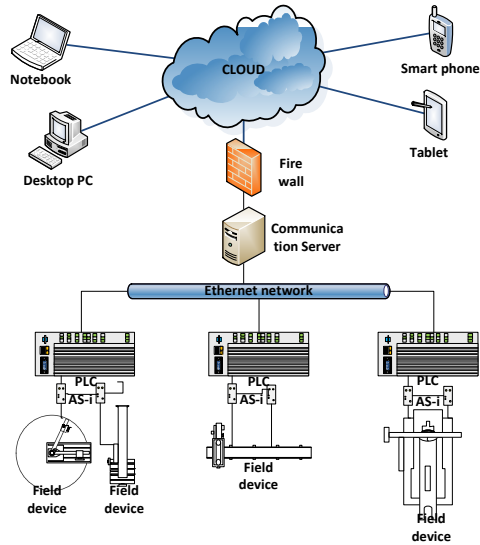 CLOUD
Notebook
Smart phone
Desktop PC
Tablet
Fire
wall
Communica
tion Server
Ethernet network
PLC
AS-i
PLC
AS-i
PLC
AS-i
Field
device
Field
device
Field
device
Field
device